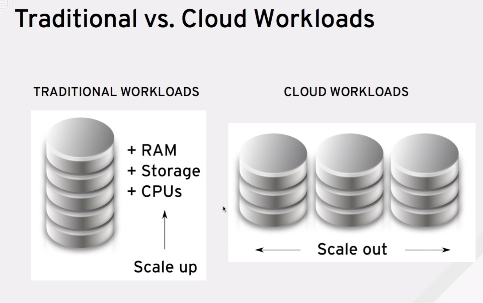 Traditional vs. Cloud Workloads
TRADITIONAL WORKLOADS
+ RAM
+ Storage
+ CPUs
Scale up
CLOUD WORKLOADS
Scale out